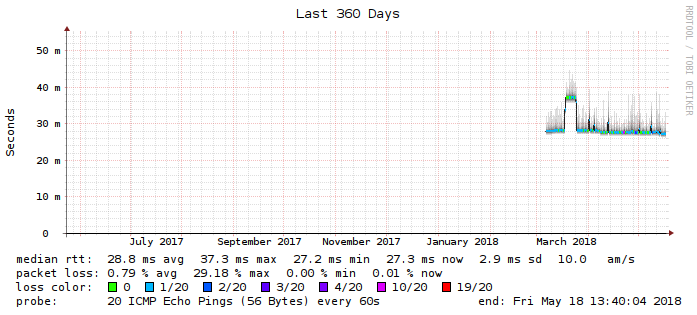 Last 360 Days
RRDTOOL / TOBI OETIKER
Seconds
50 m
40 m
30 m
20 m
10 m
0
July 2017 September 2017 November 2017 January 2018 March 2018
median rtt: 28.8 ms avg 37.3 ms max 27.2 ms min 27.3 ms now 2.9 ms sd 10.0 am/s
packet loss: 0.79 % avg 29.18 % max 0.00 % min 0.01 % now
loss color: 0 1/20 2/20 3/20 4/20 10/20 19/20
probe: 20 ICMP Echo Pings (56 Bytes) every 60s end: Fri May 18 13:40:04 2018